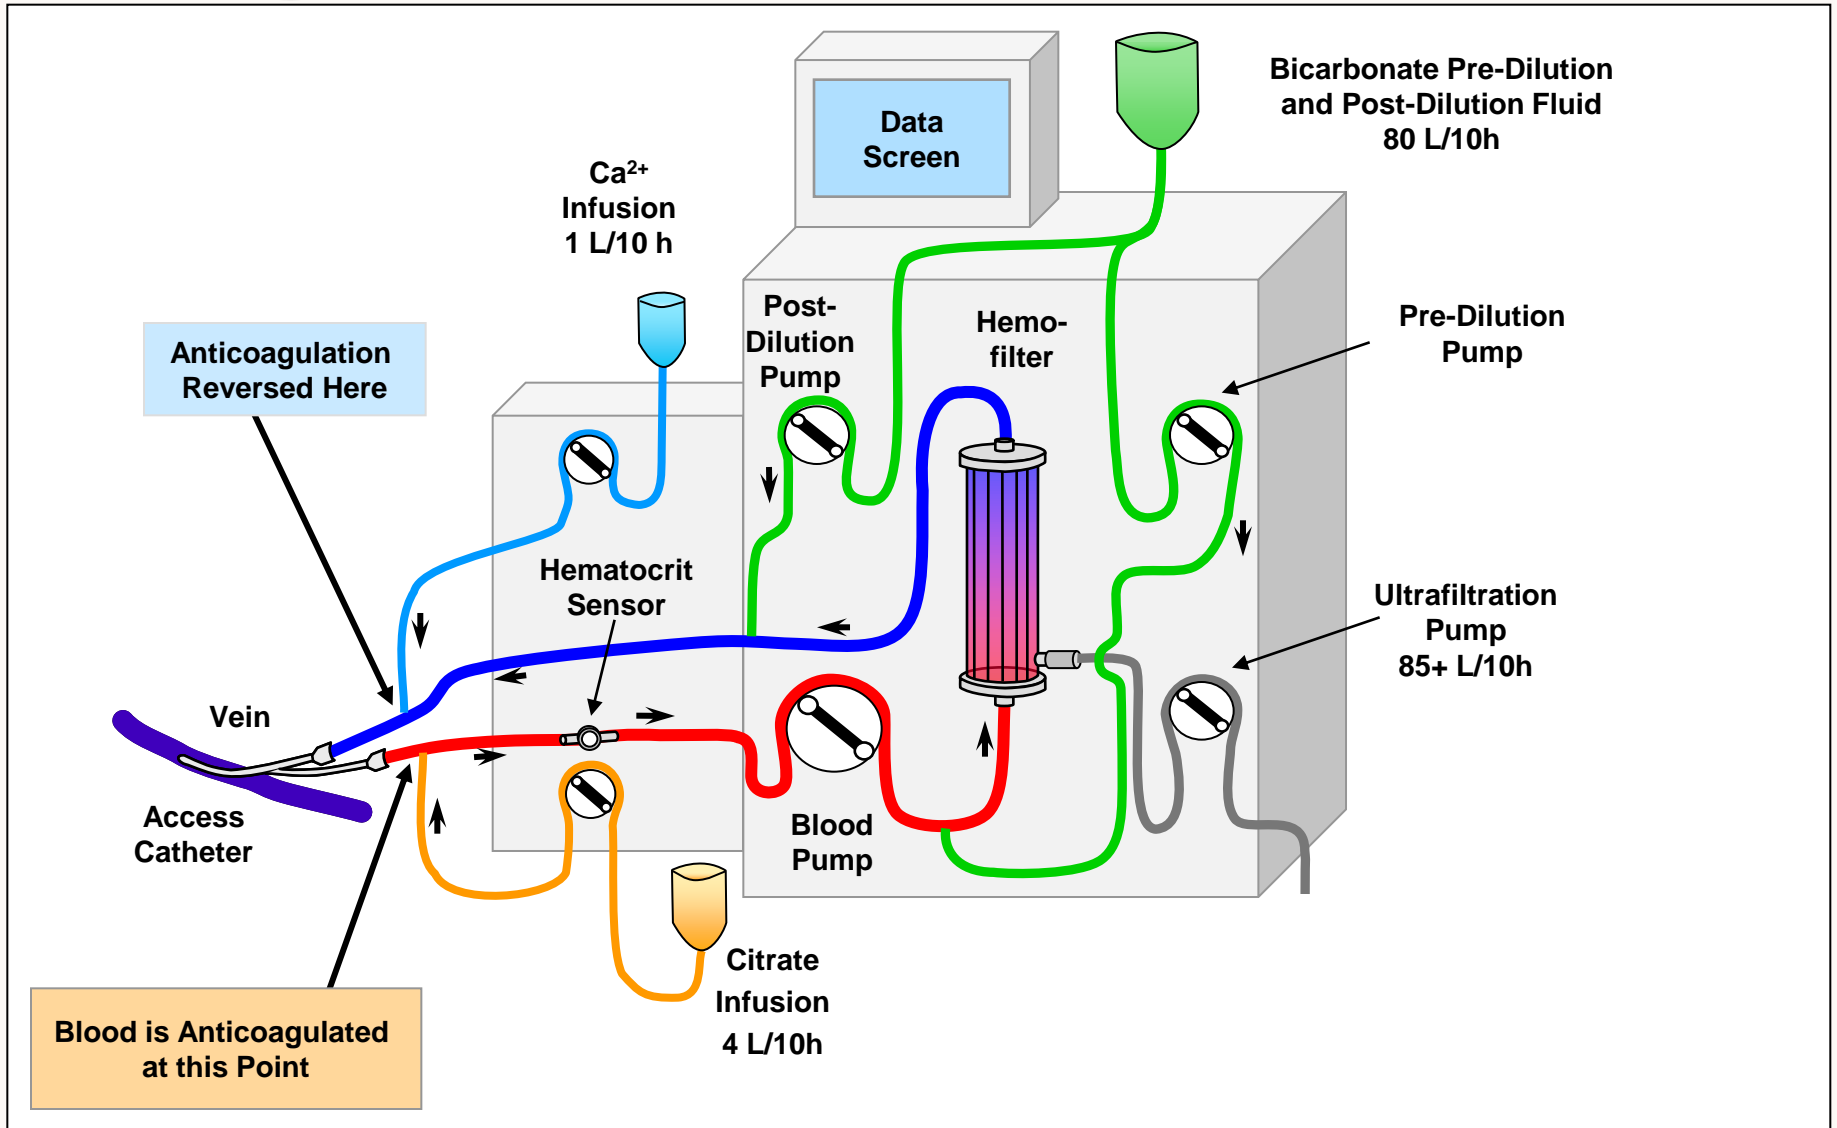 Bicarbonate Pre-Dilution
and Post-Dilution Fluid
80 L/10h
Data
Screen
Ca²⁺
Infusion
1 L/10 h
Post-
Dilution
Pump
Hemo-
filter
Pre-Dilution
Pump
Anticoagulation
Reversed Here
Hematocrit
Sensor
Ultrafiltration
Pump
85+ L/10h
Vein
Access
Catheter
Blood
Pump
Citrate
Infusion
4 L/10h
Blood is Anticoagulated
at this Point